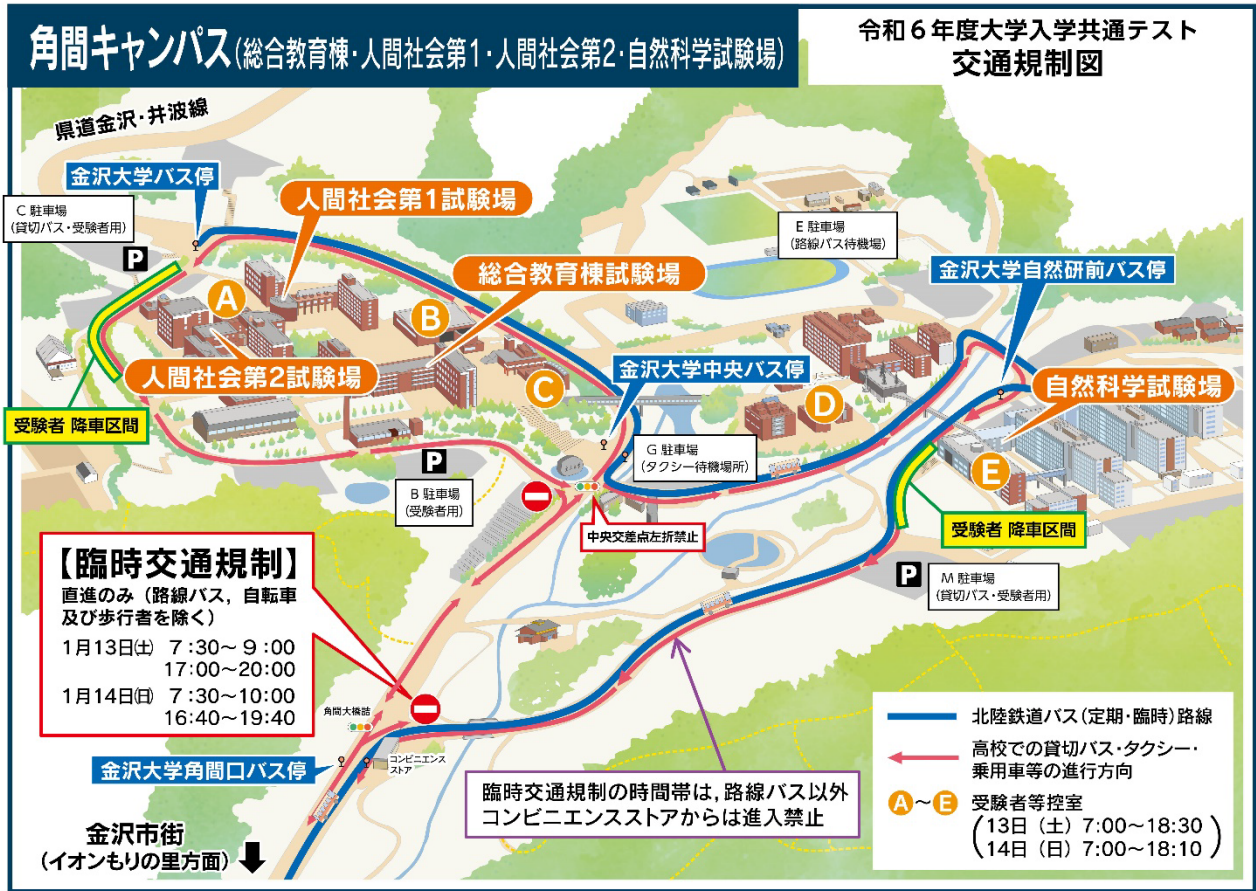 角間キャンパス(総合教育棟・人間社会第1・人間社会第2・自然科学試験場)
令和6年度大学入学共通テスト
交通規制図
県道金沢・井波線
金沢大学バス停
C 駐車場
(貸切バス・受験者用)
P
人間社会第1試験場
E 駐車場
(路線バス待機場)
総合教育棟試験場
金沢大学自然研前バス停
A
B
人間社会第2試験場
C
金沢大学中央バス停
D
自然科学試験場
受験者 降車区間
G 駐車場
(タクシー待機場所)
E
P
B 駐車場
(受験者用)
中央交差点左折禁止
受験者 降車区間
P
M 駐車場
(貸切バス・受験者用)
【臨時交通規制】
直進のみ(路線バス,自転車
及び歩行者を除く)
1月13日㈯ 7:30~9:00
17:00~20:00
1月14日㈰ 7:30~10:00
16:40~19:40
角間大橋詰
コンビニエンス
ストア
金沢大学角間口バス停
臨時交通規制の時間帯は,路線バス以外
コンビニエンスストアからは進入禁止
金沢市街
(イオンもりの里方面)
北陸鉄道バス(定期・臨時)路線
高校での貸切バス・タクシー・
乗用車等の進行方向
A~E 受験者等控室
(13日(土)7:00~18:30
14日(日)7:00~18:10)